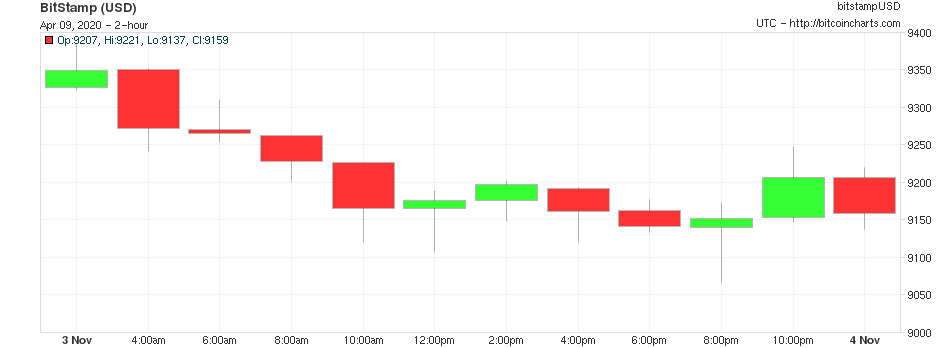 BitStamp (USD)
bitstampUSD
Apr 09, 2020 - 2-hour
UTC - http://bitcoincharts.com
Op:9207, Hi:9221, Lo:9137, Cl:9159
9400
9350
9300
9250
9200
9150
9100
9050
9000
3 Nov
4:00am
6:00am
8:00am
10:00am
12:00pm
2:00pm
4:00pm
6:00pm
8:00pm
10:00pm
4 Nov